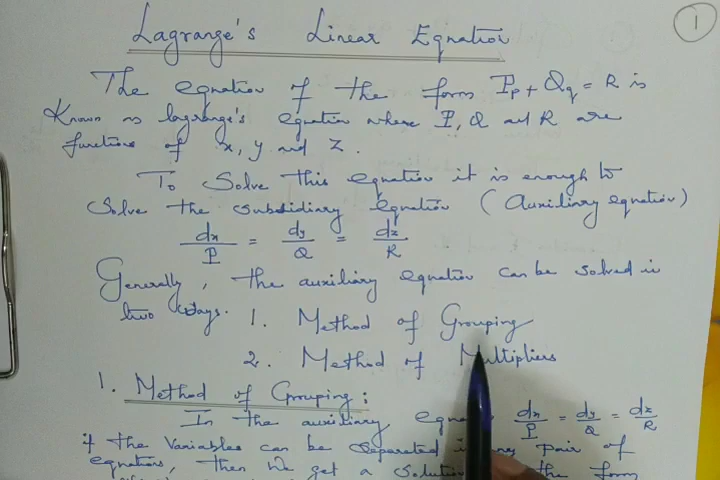 1
Lagrange's Linear Equation
The equation of the form Pp + Qq = R is
Known as lagrange's equation where P, Q and R are
functions of x, y and z.
To Solve this equation it is enough to
Solve the subsidiary equation (Auxiliary equation)
dx/P = dy/Q = dz/R
Generally, the auxiliary equation can be solved in
two ways. 1. Method of Grouping
2. Method of Multipliers
1. Method of Grouping:
In the auxiliary dx/P = dy/Q = dz/R
if the variables can be separated in any pair of
equations, then we get a solution the form